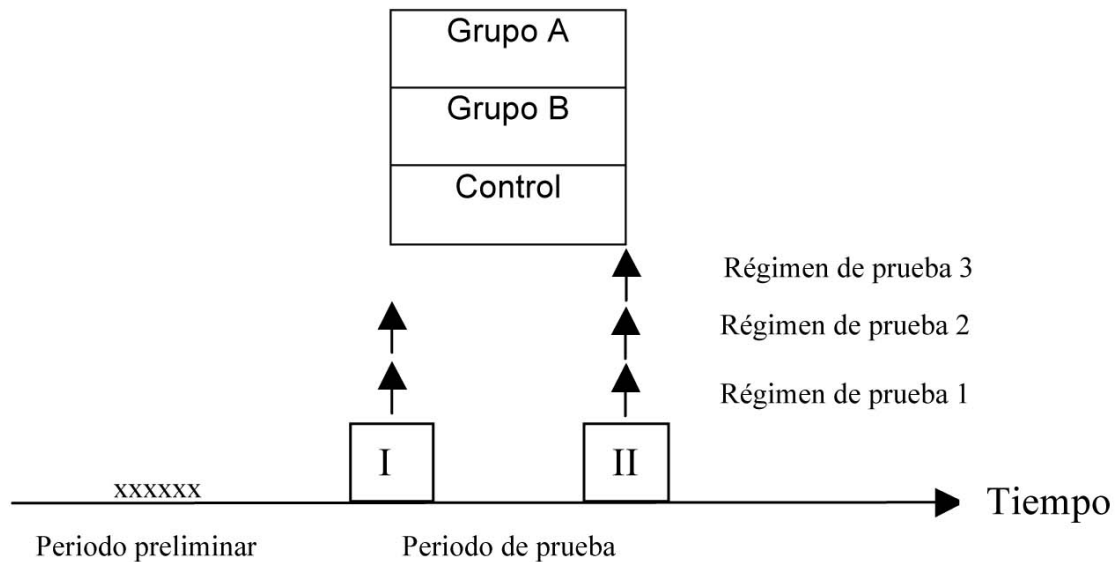 Grupo A
Grupo B
Control
Régimen de prueba 3
Régimen de prueba 2
Régimen de prueba 1
I
II
xxxxxx
Tiempo
Periodo preliminar
Periodo de prueba